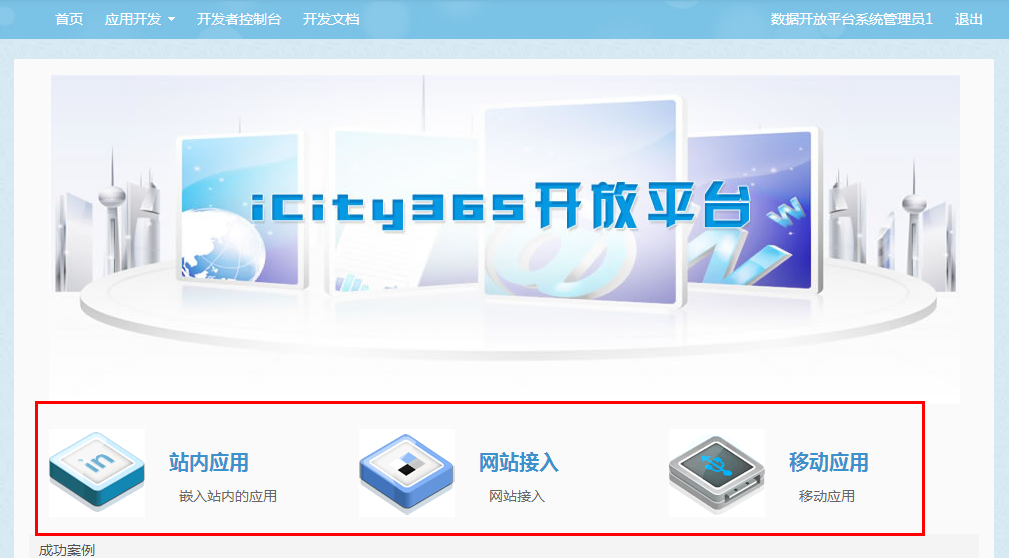 首页 应用开发 开发者控制台 开发文档 数据开放平台系统管理员1 退出
iCity365开放平台
in
站内应用 网站接入 移动应用
嵌入站内的应用 网站接入 移动应用
成功案例